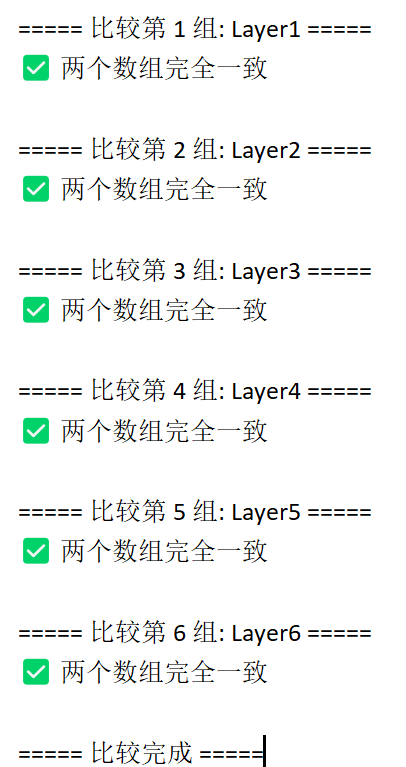 ===== 比较第 1 组: Layer1 =====
✅ 两个数组完全一致
===== 比较第 2 组: Layer2 =====
✅ 两个数组完全一致
===== 比较第 3 组: Layer3 =====
✅ 两个数组完全一致
===== 比较第 4 组: Layer4 =====
✅ 两个数组完全一致
===== 比较第 5 组: Layer5 =====
✅ 两个数组完全一致
===== 比较第 6 组: Layer6 =====
✅ 两个数组完全一致
===== 比较完成 =====